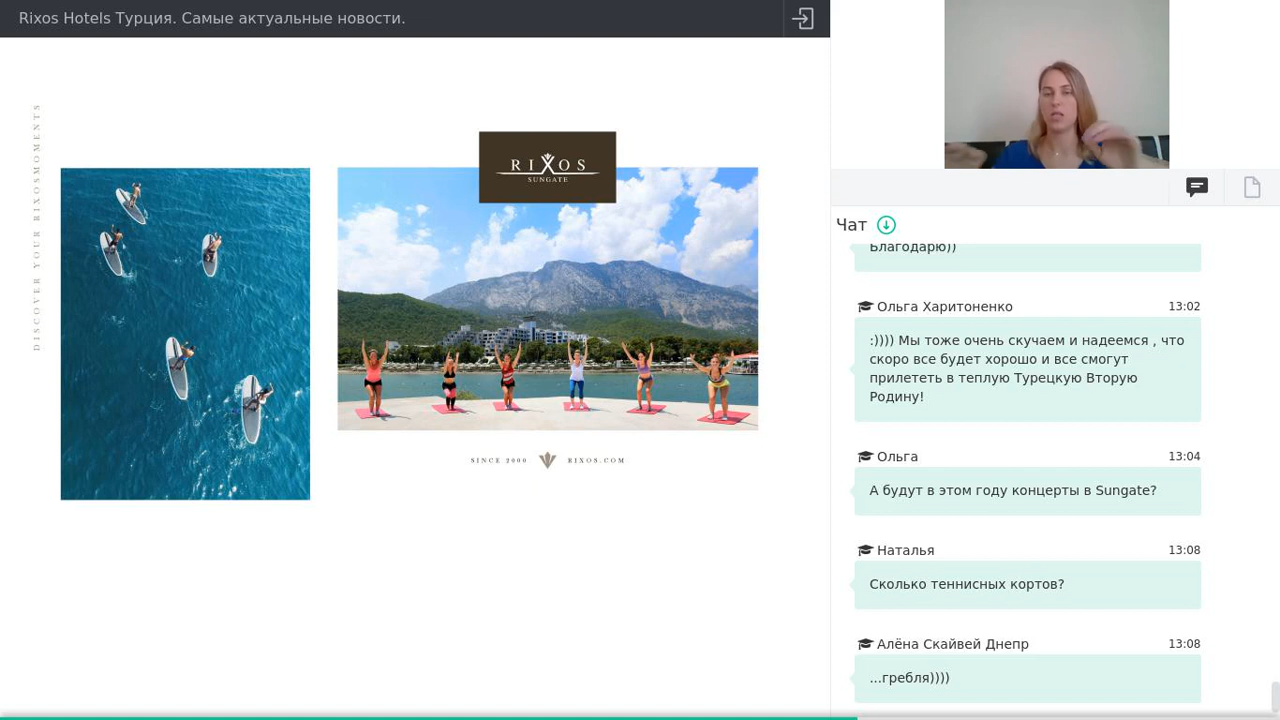 Rixos Hotels Турция. Самые актуальные новости.
DISCOVER YOUR RIXOSMOMENTS
RIXOS
SUNGATE
SINCE 2000
RIXOS.COM
Чат
Благодарю))
Ольга Харитоненко 13:02
:)))) Мы тоже очень скучаем и надеемся , что
скоро все будет хорошо и все смогут
прилететь в теплую Турецкую Вторую
Родину!
Ольга 13:04
А будут в этом году концерты в Sungate?
Наталья 13:08
Сколько теннисных кортов?
Алёна Скайвей Днепр 13:08
...гребля))))